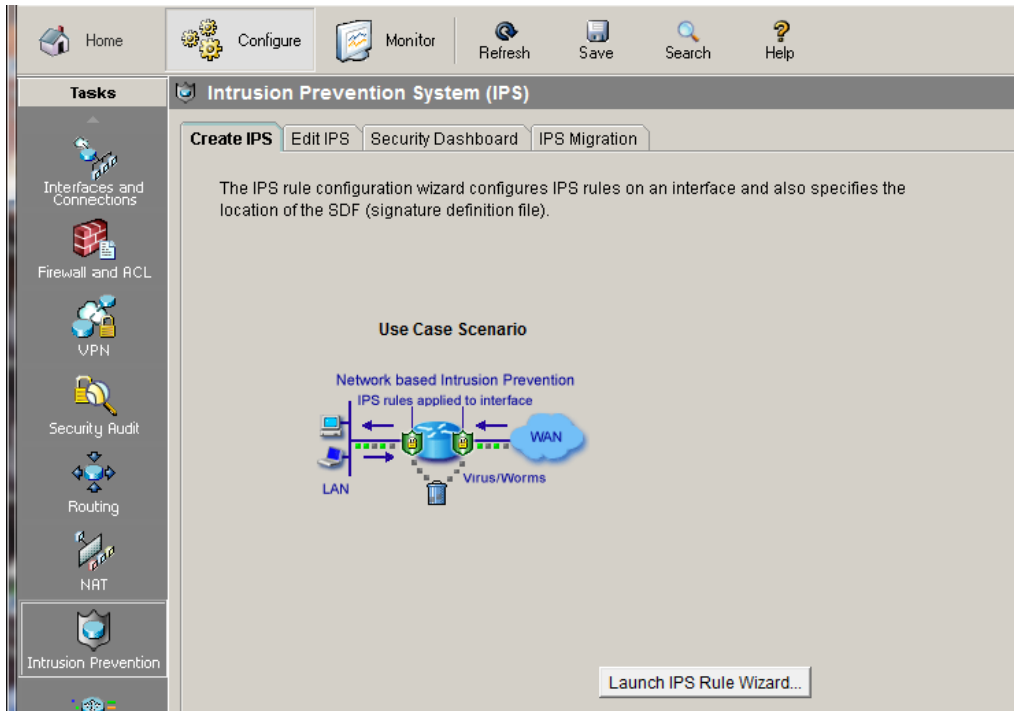 Home
Configure
Monitor
Refresh
Save
Search
Help
Tasks
Intrusion Prevention System (IPS)
Create IPS
Edit IPS
Security Dashboard
IPS Migration
Interfaces and
Connections
Firewall and ACL
VPN
Security Audit
Routing
NAT
Intrusion Prevention
The IPS rule configuration wizard configures IPS rules on an interface and also specifies the
location of the SDF (signature definition file).
Use Case Scenario
Network based Intrusion Prevention
IPS rules applied to interface
WAN
LAN
Virus/Worms
Launch IPS Rule Wizard...